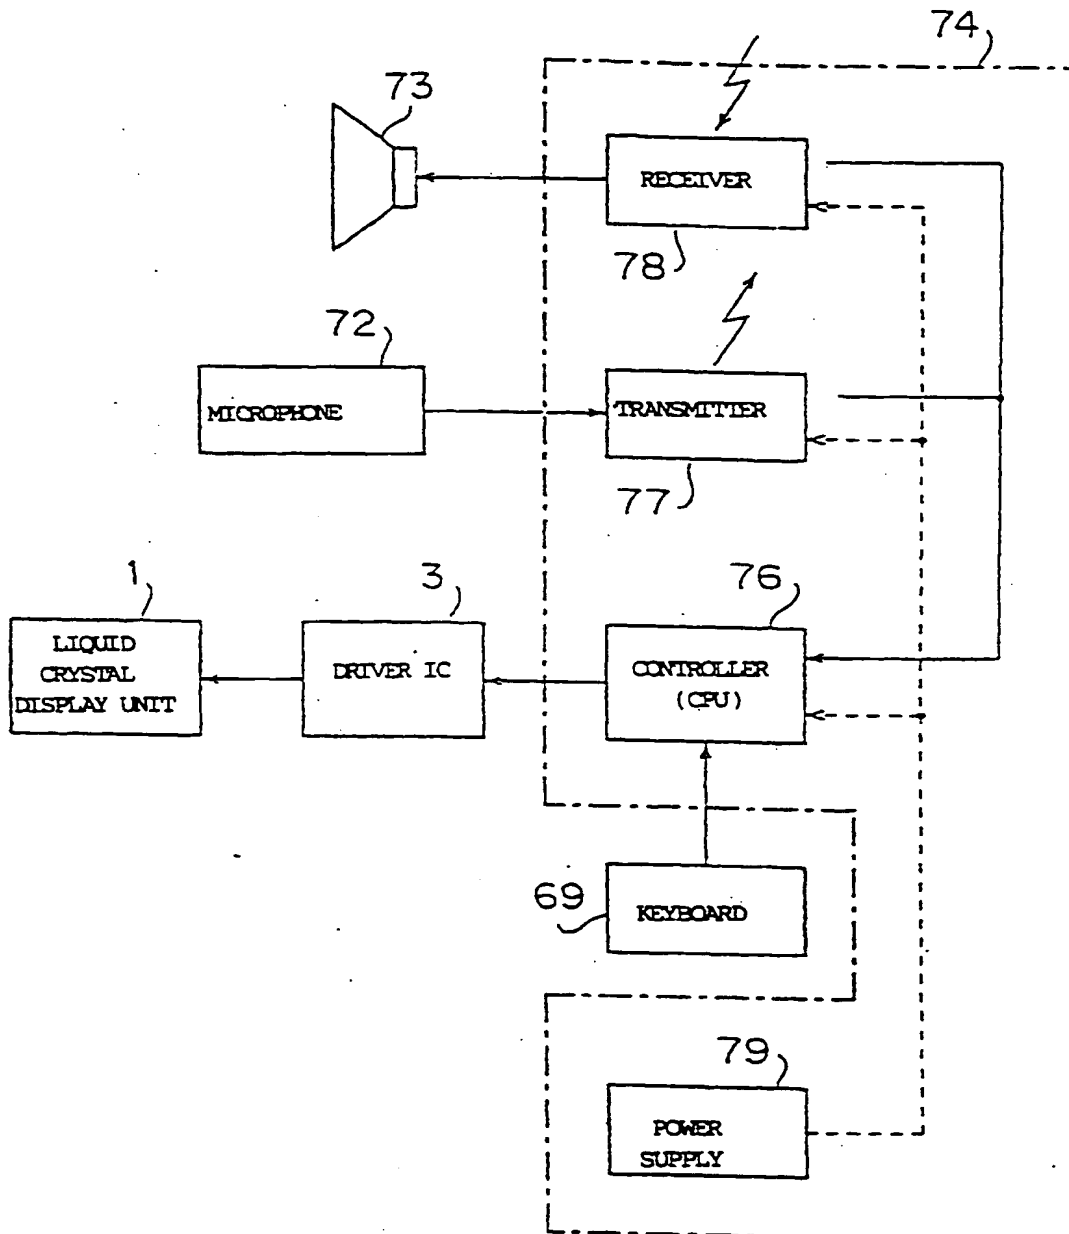 74
73
RECEIVER
78
72
MICROPHONE
TRANSMITTER
77
1
3
76
LIQUID
CRYSTAL
DISPLAY UNIT
DRIVER IC
CONTROLLER
(CPU)
69
KEYBOARD
79
POWER
SUPPLY